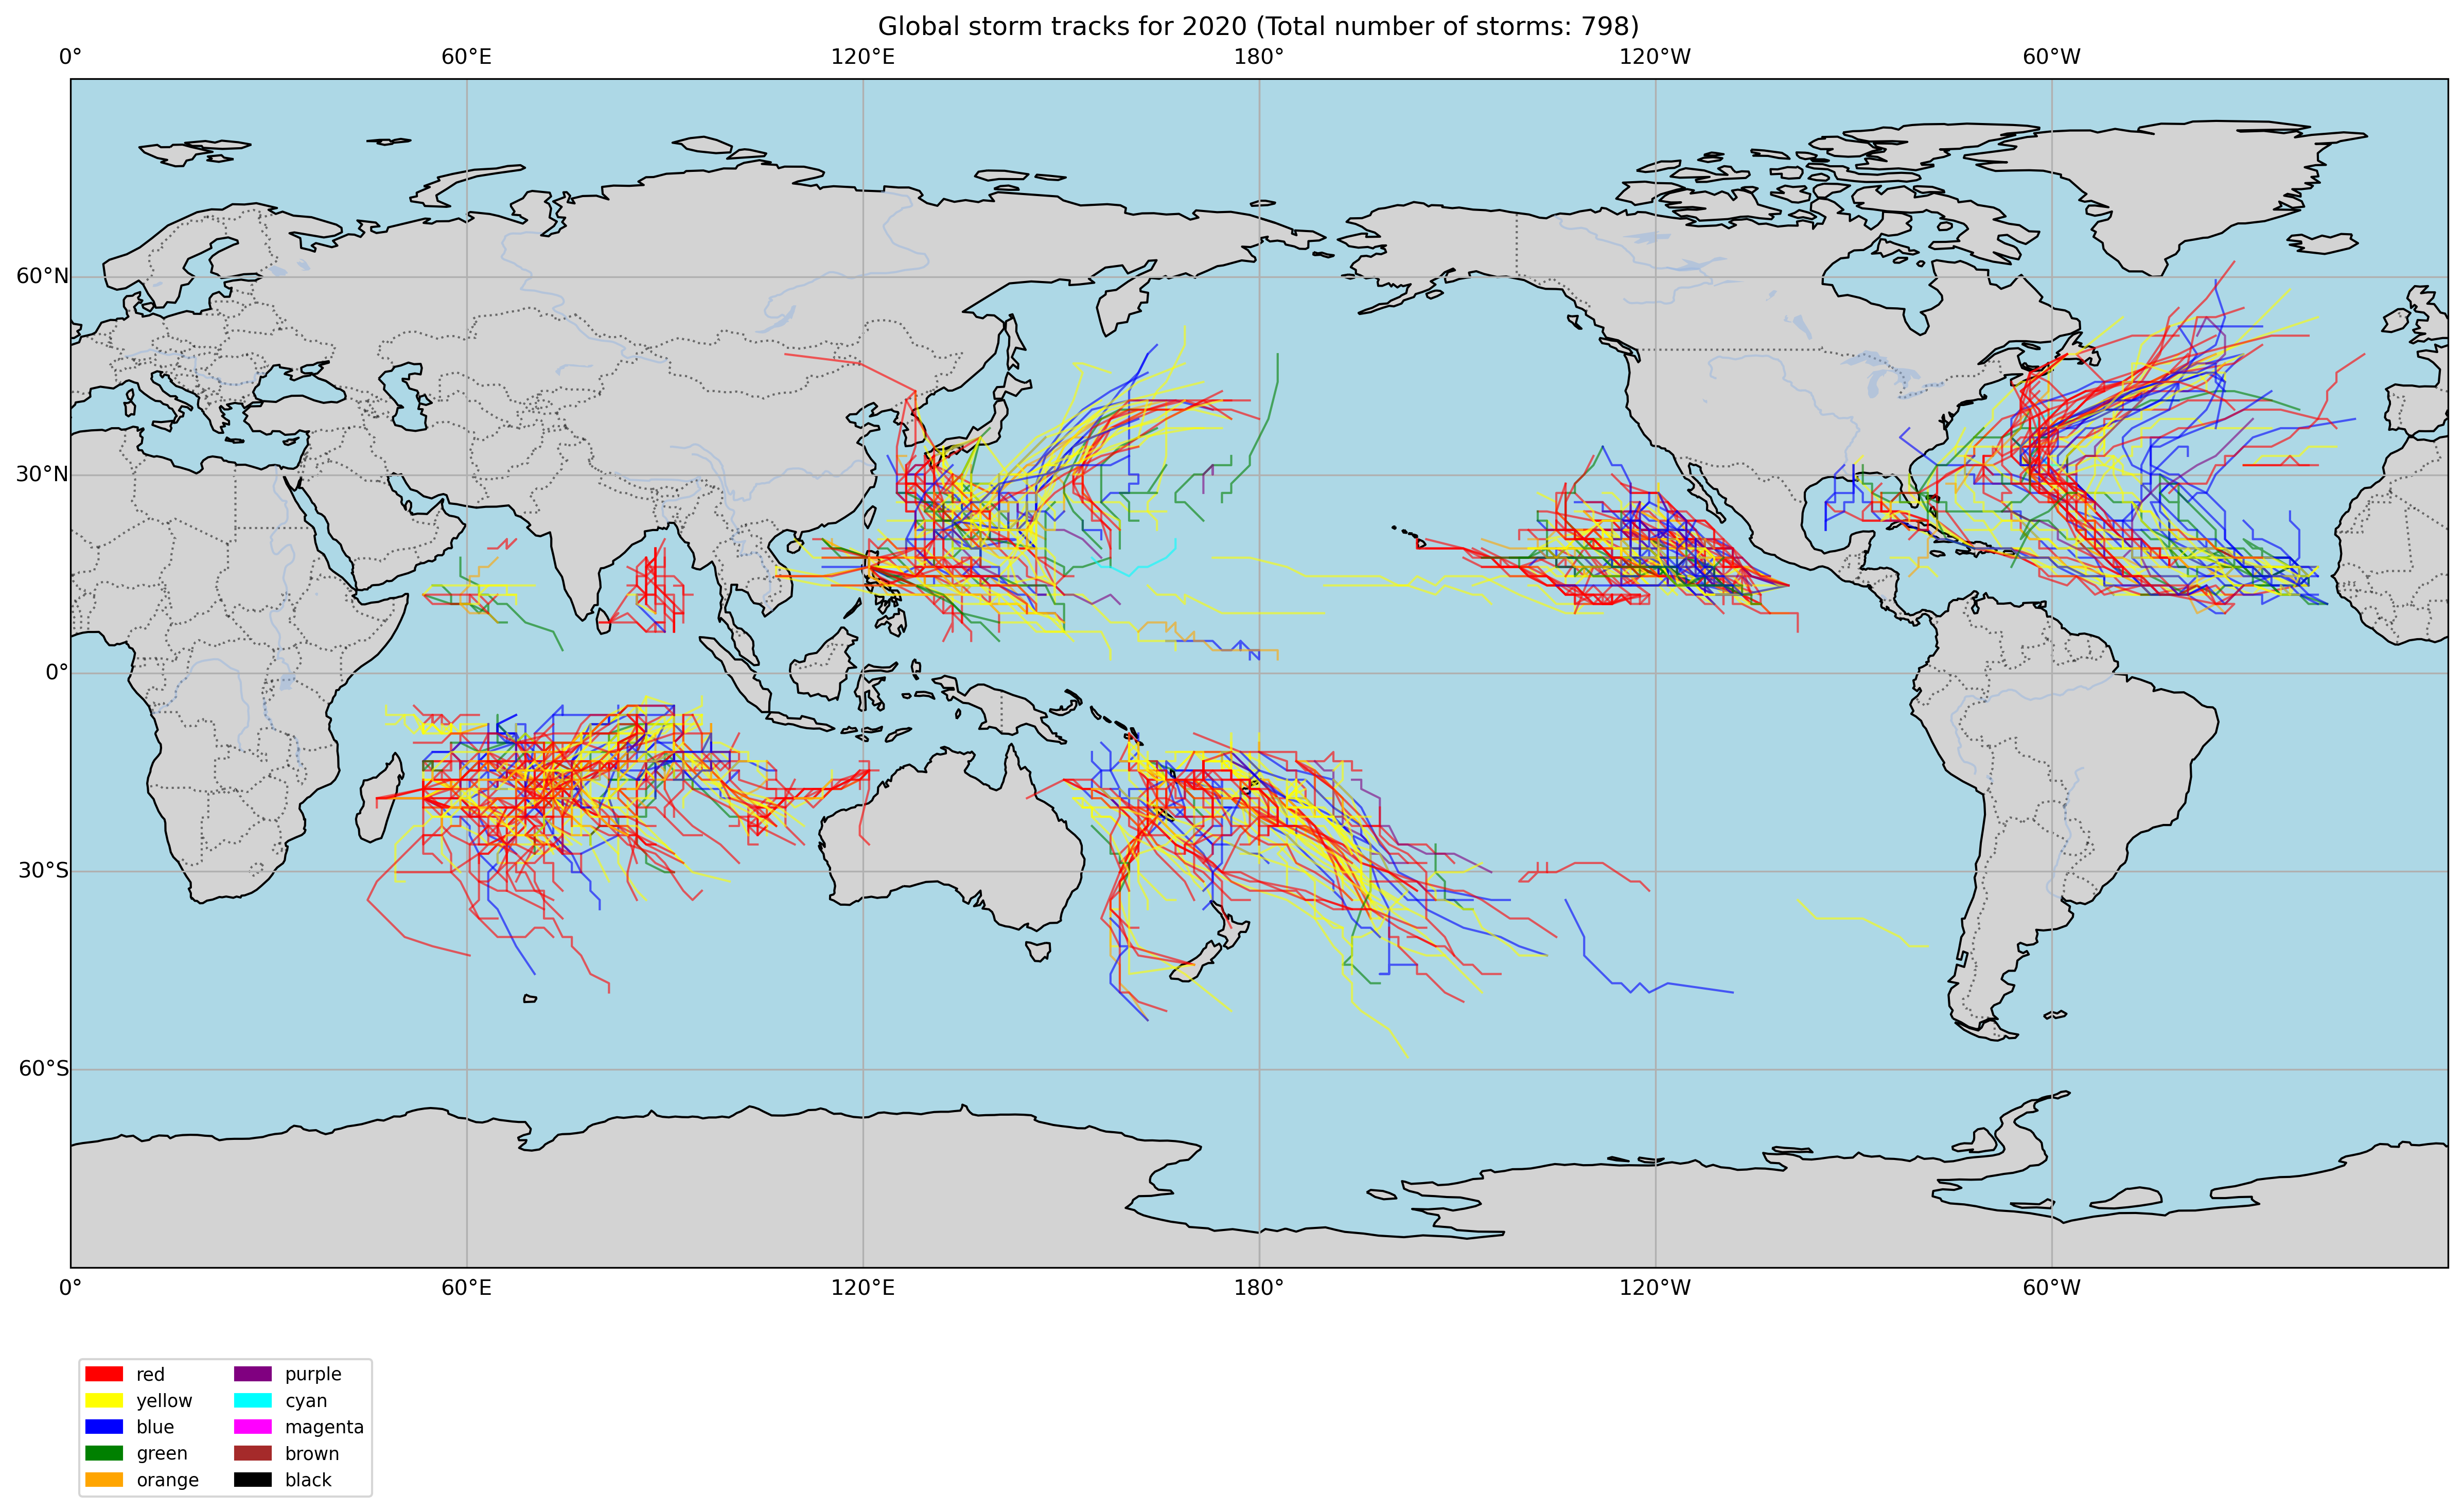 Global storm tracks for 2020 (Total number of storms: 798)
0° 60°E 120°E 180° 120°W 60°W
60°N
30°N
0°
30°S
60°S
0° 60°E 120°E 180° 120°W 60°W
red purple
yellow cyan
blue magenta
green brown
orange black